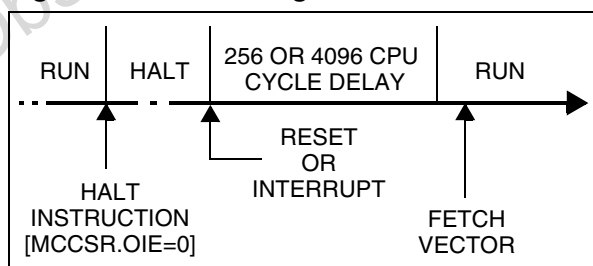 RUN
HALT
256 OR 4096 CPU
CYCLE DELAY
RUN
RESET
OR
INTERRUPT
HALT
INSTRUCTION
[MCCSR.OIE=0]
FETCH
VECTOR